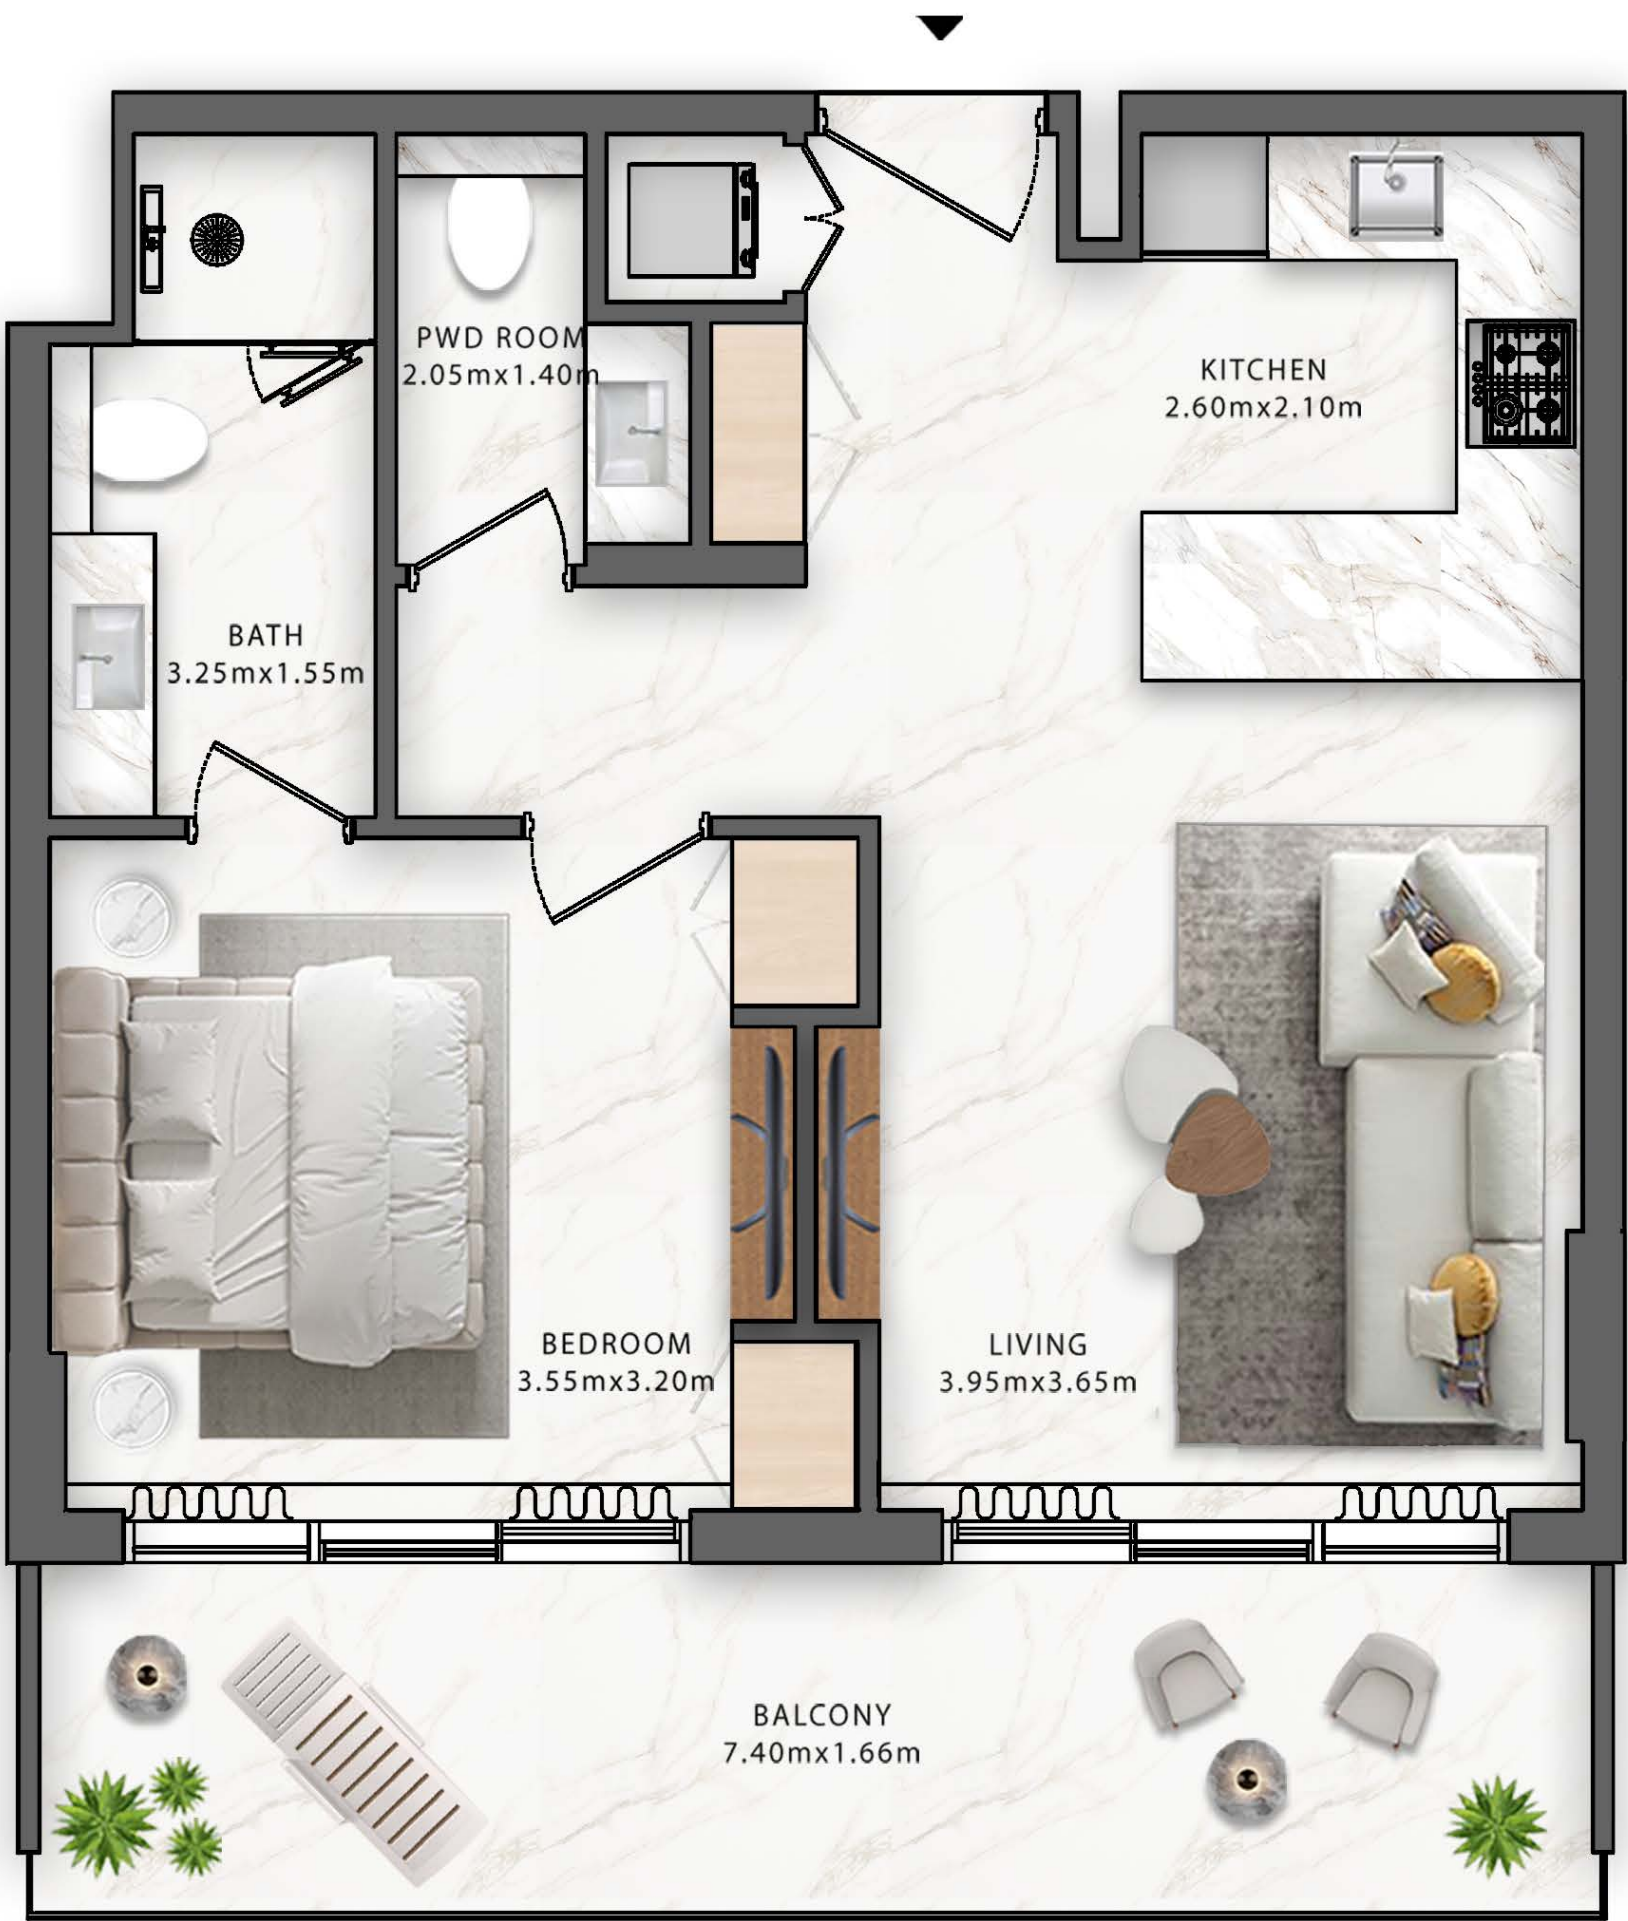 PWD ROOM
2.05mx1.40m
KITCHEN
2.60mx2.10m
BATH
3.25mx1.55m
BEDROOM
3.55mx3.20m
LIVING
3.95mx3.65m
BALCONY
7.40mx1.66m